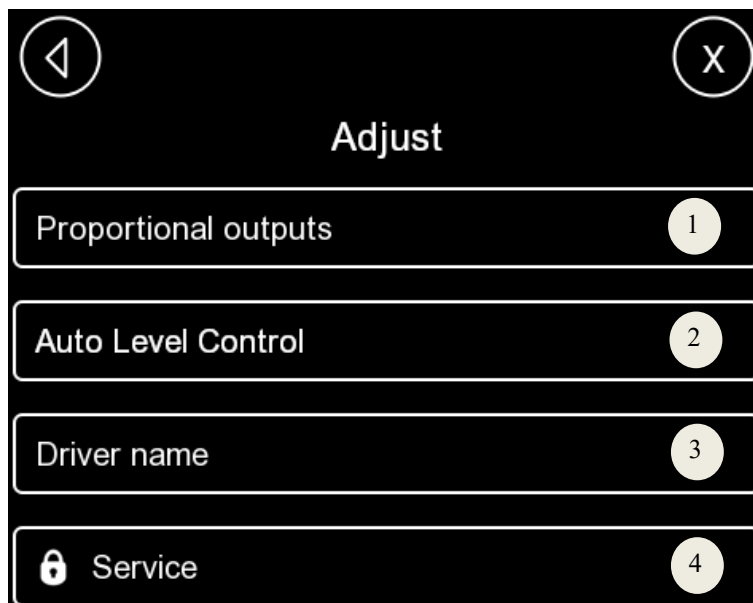 X
Adjust
Proportional outputs 1
Auto Level Control 2
Driver name 3
Service 4